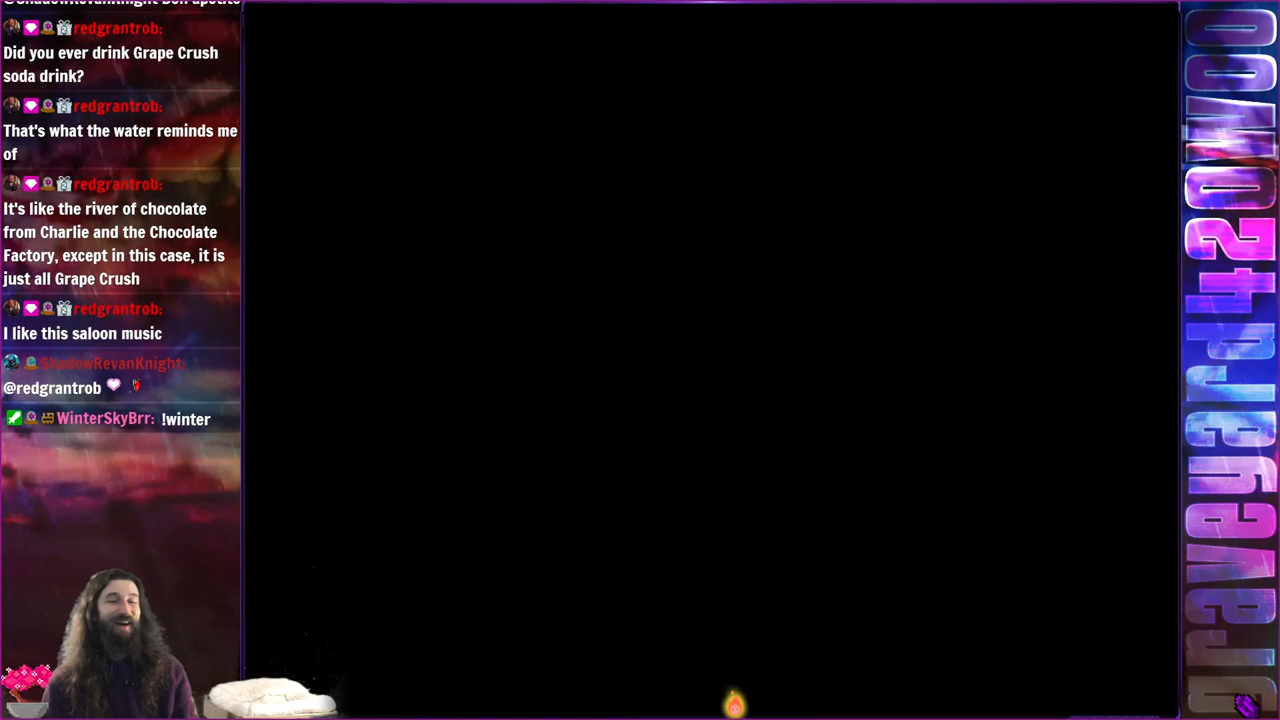 redgrantrob:
Did you ever drink Grape Crush
soda drink?
redgrantrob:
That's what the water reminds me
of
redgrantrob:
It's like the river of chocolate
from Charlie and the Chocolate
Factory, except in this case, it is
just all Grape Crush
redgrantrob:
I like this saloon music
ShadowRevanKnight:
@redgrantrob
WinterSkyBrr: !winter